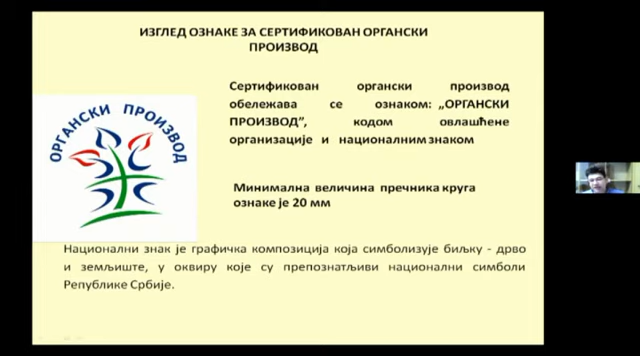 ИЗГЛЕД ОЗНАКЕ ЗА СЕРТИФИКОВАН ОРГАНСКИ
ПРОИЗВОД
Сертификован органски производ
обележава се ознаком: „ОРГАНСКИ
ПРОИЗВОД”, кодом овлашћене
организације и националним знаком
ОРГАНСКИ ПРОИЗВОД
Минимална величина пречника круга
ознаке је 20 мм
Национални знак је графичка композиција која симболизује биљку - дрво
и земљиште, у оквиру које су препознатљиви национални симболи
Републике Србије.